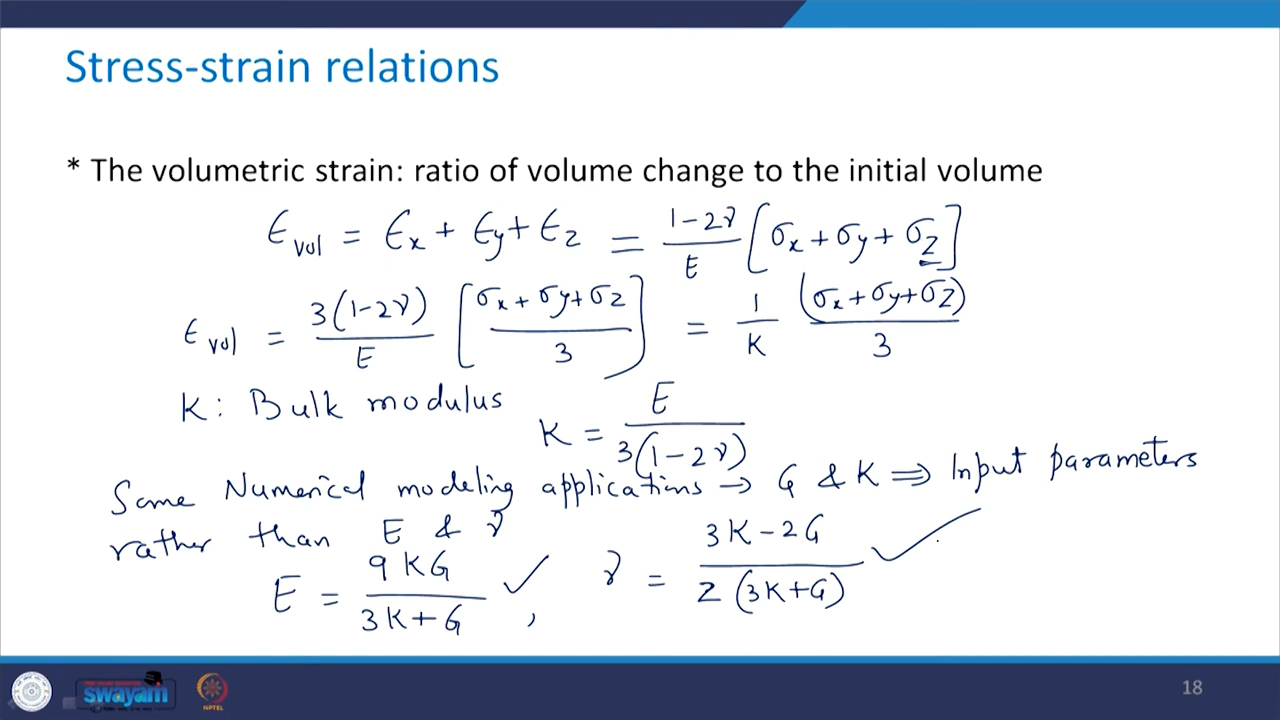 Stress-strain relations
* The volumetric strain: ratio of volume change to the initial volume
ϵ_vol = ϵ_x + ϵ_y + ϵ_z = (1-2ν)/E [σ_x + σ_y + σ_z]
ϵ_vol = 3(1-2ν)/E [(σ_x + σ_y + σ_z)/3] = 1/K (σ_x + σ_y + σ_z)/3
K: Bulk modulus
K = E/(3(1-2ν))
Some Numerical modeling applications → G & K ⇒ Input parameters
rather than E & ν
E = 9KG/(3K+G) ✓, ν = (3K-2G)/(2(3K+G)) ✓
swayam
NPTEL
18